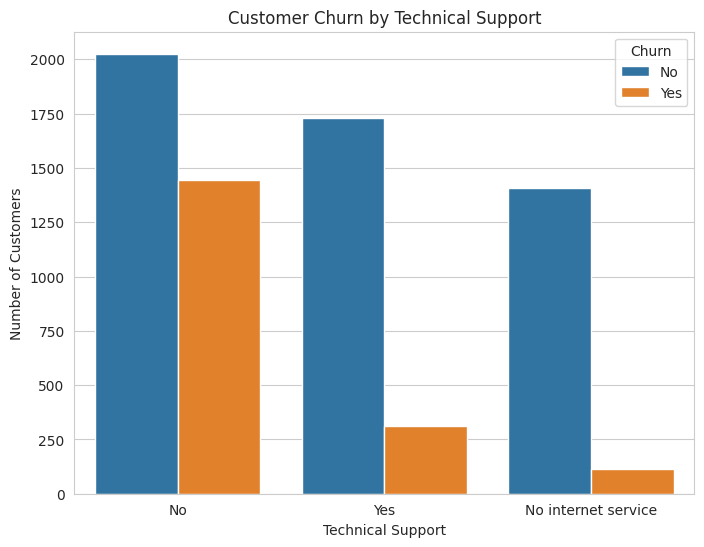 Customer Churn by Technical Support
Churn
No
Yes
Number of Customers
2000
1750
1500
1250
1000
750
500
250
0
No
Yes
No internet service
Technical Support